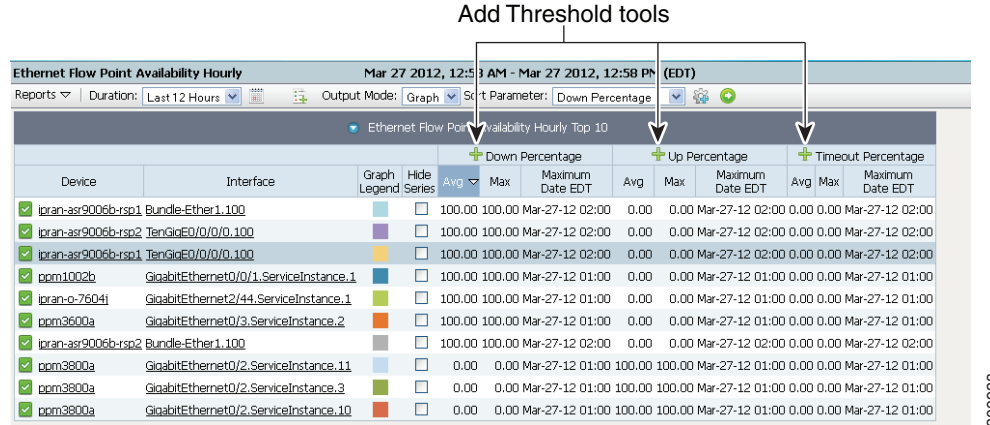 Add Threshold tools
Ethernet Flow Point Availability Hourly Mar 27 2012, 12:58 AM - Mar 27 2012, 12:58 PM (EDT)
Reports Duration: Last 12 Hours Output Mode: Graph Sort Parameter: Down Percentage
Ethernet Flow Point Availability Hourly Top 10
Down Percentage Up Percentage Timeout Percentage
Device Interface Graph Legend Hide Series Avg Max Maximum Date EDT Avg Max Maximum Date EDT Avg Max Maximum Date EDT
ipran-asr9006b-rsp1 Bundle-Ether1.100 100.00 100.00 Mar-27-12 02:00 0.00 0.00 Mar-27-12 02:00 0.00 0.00 Mar-27-12 02:00
ipran-asr9006b-rsp2 TenGigE0/0/0/0.100 100.00 100.00 Mar-27-12 02:00 0.00 0.00 Mar-27-12 02:00 0.00 0.00 Mar-27-12 02:00
ipran-asr9006b-rsp1 TenGigE0/0/0/0.100 100.00 100.00 Mar-27-12 02:00 0.00 0.00 Mar-27-12 02:00 0.00 0.00 Mar-27-12 02:00
ppm1002b GigabitEthernet0/0/1.ServiceInstance.1 100.00 100.00 Mar-27-12 01:00 0.00 0.00 Mar-27-12 01:00 0.00 0.00 Mar-27-12 01:00
ipran-o-7604j GigabitEthernet2/44.ServiceInstance.1 100.00 100.00 Mar-27-12 01:00 0.00 0.00 Mar-27-12 01:00 0.00 0.00 Mar-27-12 01:00
ppm3600a GigabitEthernet0/3.ServiceInstance.2 100.00 100.00 Mar-27-12 01:00 0.00 0.00 Mar-27-12 01:00 0.00 0.00 Mar-27-12 01:00
ipran-asr9006b-rsp2 Bundle-Ether1.100 100.00 100.00 Mar-27-12 02:00 0.00 0.00 Mar-27-12 02:00 0.00 0.00 Mar-27-12 02:00
ppm3800a GigabitEthernet0/2.ServiceInstance.11 0.00 0.00 Mar-27-12 01:00 100.00 100.00 Mar-27-12 01:00 0.00 0.00 Mar-27-12 01:00
ppm3800a GigabitEthernet0/2.ServiceInstance.3 0.00 0.00 Mar-27-12 01:00 100.00 100.00 Mar-27-12 01:00 0.00 0.00 Mar-27-12 01:00
ppm3800a GigabitEthernet0/2.ServiceInstance.10 0.00 0.00 Mar-27-12 01:00 100.00 100.00 Mar-27-12 01:00 0.00 0.00 Mar-27-12 01:00